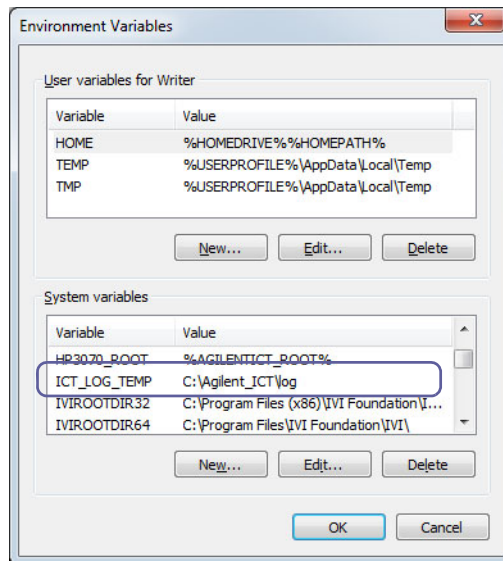 Environment Variables
User variables for Writer
Variable Value
HOME %HOMEDRIVE%%HOMEPATH%
TEMP %USERPROFILE%\AppData\Local\Temp
TMP %USERPROFILE%\AppData\Local\Temp
New... Edit... Delete
System variables
Variable Value
HP3070_ROOT %AGILENTICT_ROOT%
ICT_LOG_TEMP C:\Agilent_ICT\log
IVIROOTDIR32 C:\Program Files (x86)\IVI Foundation\I...
IVIROOTDIR64 C:\Program Files\IVI Foundation\IVI\
New... Edit... Delete
OK Cancel